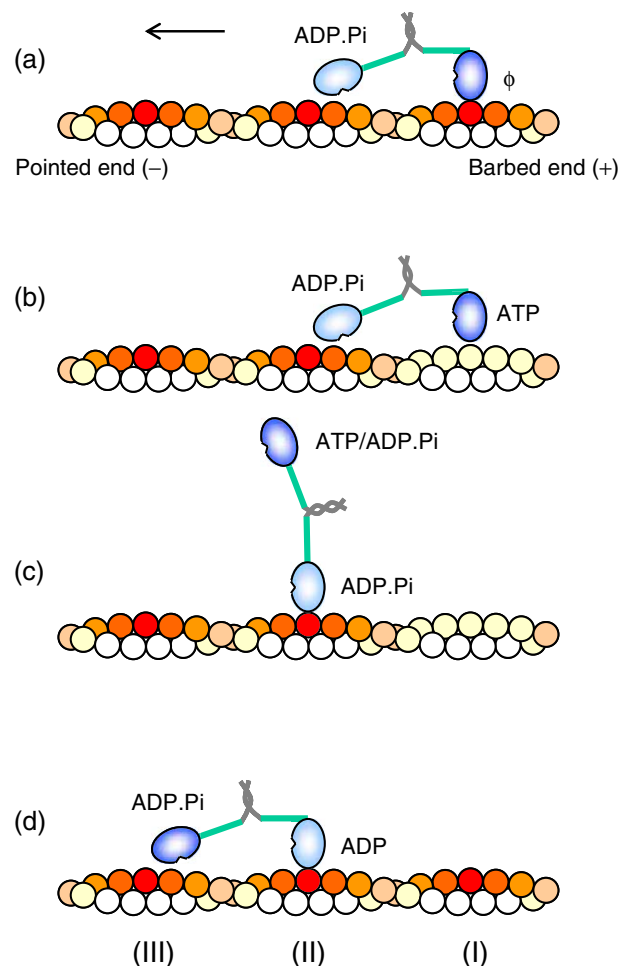 (a)
ADP.Pi
ϕ
Pointed end (−)
Barbed end (+)
(b)
ADP.Pi
ATP
ATP/ADP.Pi
(c)
ADP.Pi
(d)
ADP.Pi
ADP
(III)
(II)
(I)